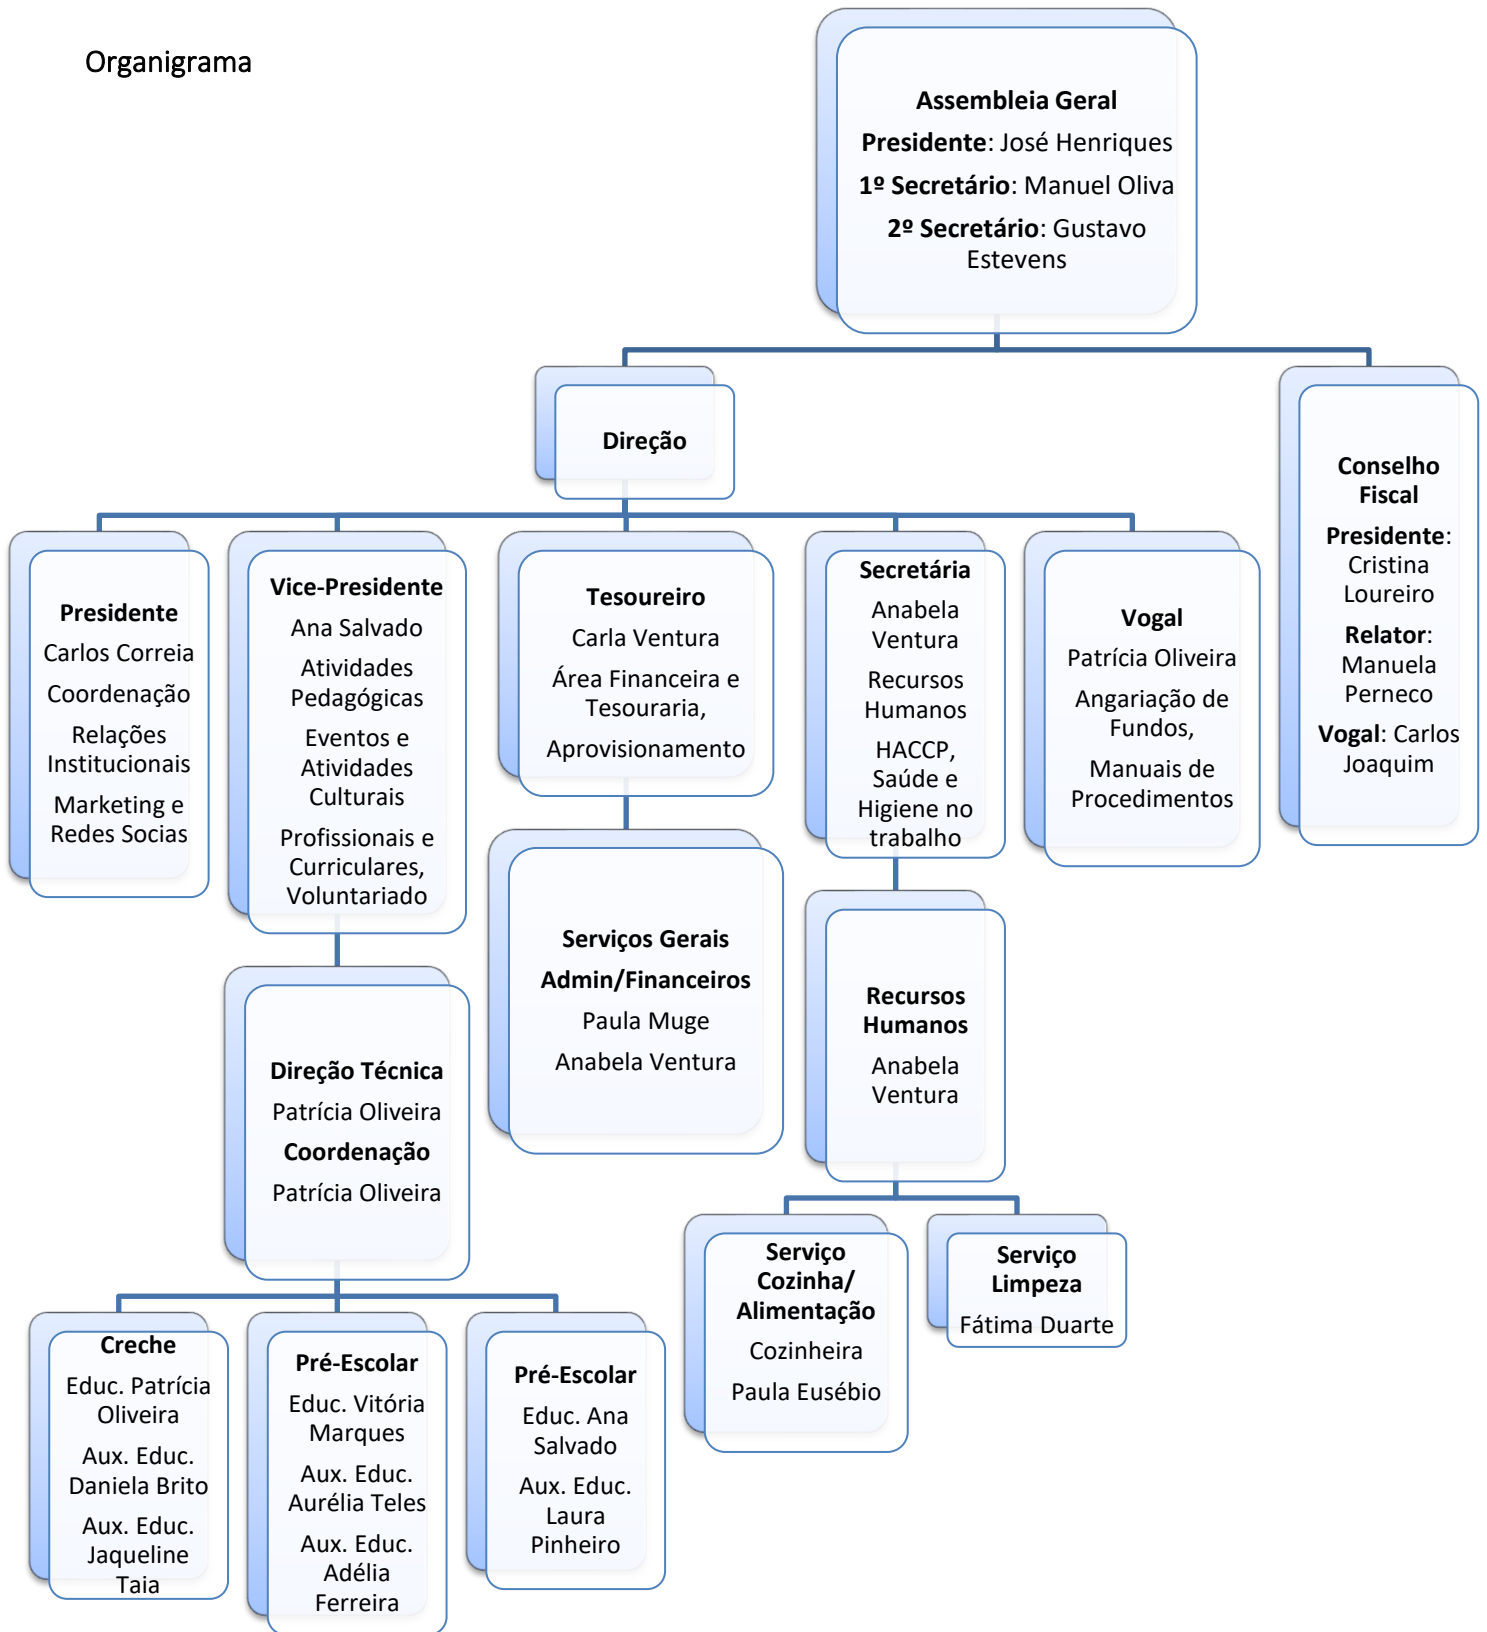 Organigrama
Assembleia Geral
Presidente: José Henriques
1º Secretário: Manuel Oliva
2º Secretário: Gustavo
Estevens
Direção
Conselho
Fiscal
Presidente:
Cristina
Loureiro
Relator:
Manuela
Perneco
Vogal: Carlos
Joaquim
Presidente
Carlos Correia
Coordenação
Relações
Institucionais
Marketing e
Redes Socias
Vice-Presidente
Ana Salvado
Atividades
Pedagógicas
Eventos e
Atividades
Culturais
Profissionais e
Curriculares,
Voluntariado
Tesoureiro
Carla Ventura
Área Financeira e
Tesouraria,
Aprovisionamento
Secretária
Anabela
Ventura
Recursos
Humanos
HACCP,
Saúde e
Higiene no
trabalho
Vogal
Patrícia Oliveira
Angariação de
Fundos,
Manuais de
Procedimentos
Serviços Gerais
Admin/Financeiros
Paula Muge
Anabela Ventura
Recursos
Humanos
Anabela
Ventura
Direção Técnica
Patrícia Oliveira
Coordenação
Patrícia Oliveira
Serviço
Cozinha/
Alimentação
Cozinheira
Paula Eusébio
Serviço
Limpeza
Fátima Duarte
Creche
Educ. Patrícia
Oliveira
Aux. Educ.
Daniela Brito
Aux. Educ.
Jaqueline
Taia
Pré-Escolar
Educ. Vitória
Marques
Aux. Educ.
Aurélia Teles
Aux. Educ.
Adélia
Ferreira
Pré-Escolar
Educ. Ana
Salvado
Aux. Educ.
Laura
Pinheiro